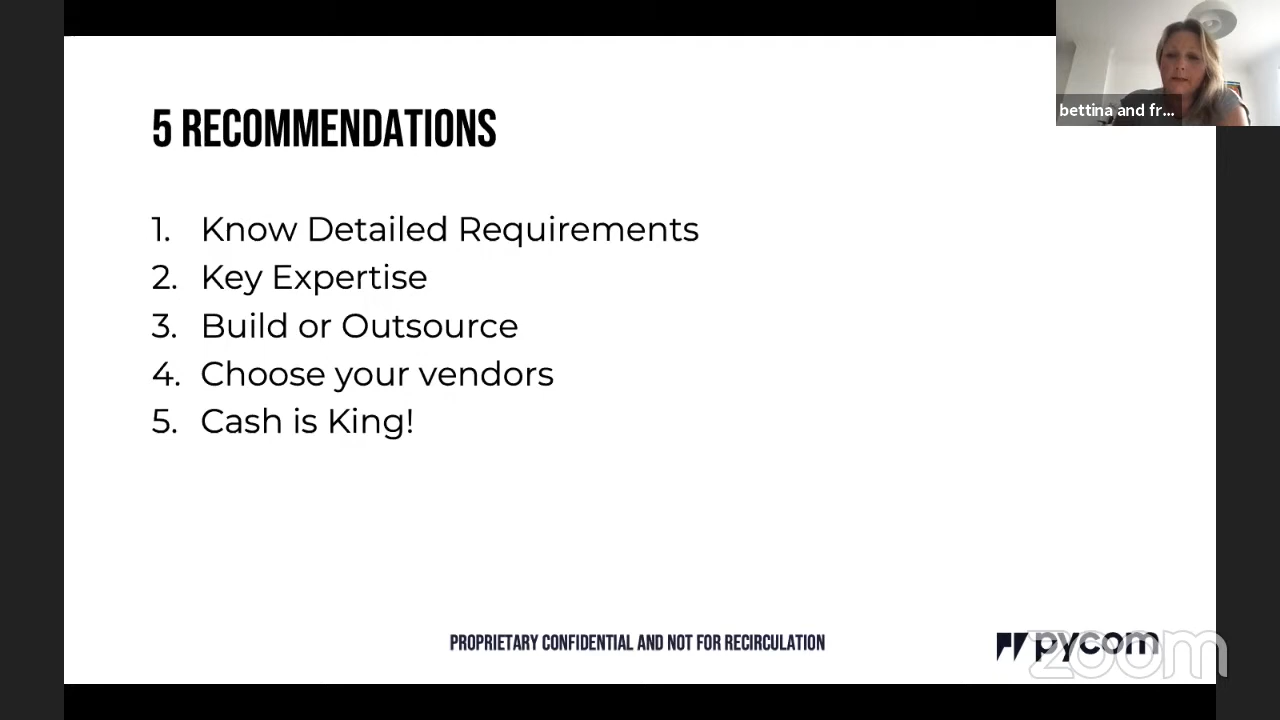 bettina and fr...
5 RECOMMENDATIONS
1. Know Detailed Requirements
2. Key Expertise
3. Build or Outsource
4. Choose your vendors
5. Cash is King!
PROPRIETARY CONFIDENTIAL AND NOT FOR RECIRCULATION
pycom
zoom